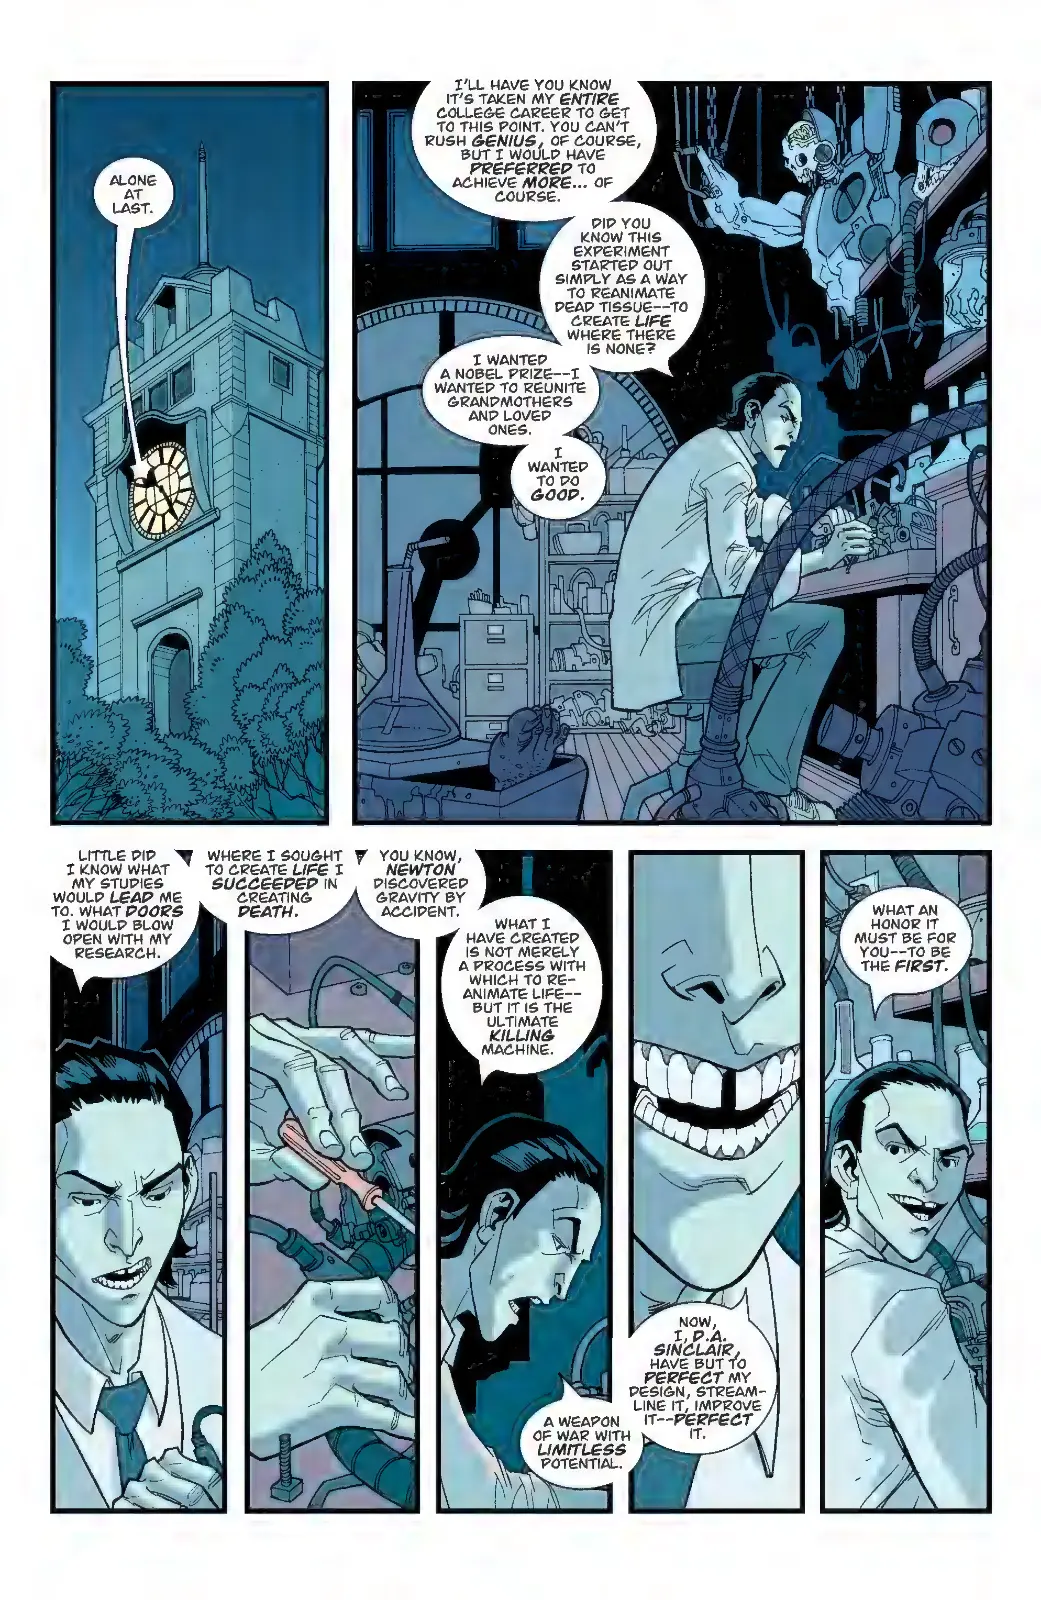 ALONE
AT
LAST.
I'LL HAVE YOU KNOW
IT'S TAKEN MY ENTIRE
COLLEGE CAREER TO GET
TO THIS POINT. YOU CAN'T
RUSH GENIUS, OF COURSE,
BUT I WOULD HAVE
PREFERRED TO
ACHIEVE MORE... OF
COURSE.
DID YOU
KNOW THIS
EXPERIMENT
STARTED OUT
SIMPLY AS A WAY
TO REANIMATE
DEAD TISSUE--TO
CREATE LIFE
WHERE THERE
IS NONE?
I WANTED
A NOBEL PRIZE--I
WANTED TO REUNITE
GRANDMOTHERS
AND LOVED
ONES.
I
WANTED
TO DO
GOOD.
LITTLE DID
I KNOW WHAT
MY STUDIES
WOULD LEAD ME
TO. WHAT DOORS
I WOULD BLOW
OPEN WITH MY
RESEARCH.
WHERE I SOUGHT
TO CREATE LIFE I
SUCCEEDED IN
CREATING
DEATH.
YOU KNOW,
NEWTON
DISCOVERED
GRAVITY BY
ACCIDENT.
WHAT I
HAVE CREATED
IS NOT MERELY
A PROCESS WITH
WHICH TO RE-
ANIMATE LIFE--
BUT IT IS THE
ULTIMATE
KILLING
MACHINE.
A WEAPON
OF WAR WITH
LIMITLESS
POTENTIAL.
NOW,
I, D.A.
SINCLAIR,
HAVE BUT TO
PERFECT MY
DESIGN, STREAM-
LINE IT, IMPROVE
IT--PERFECT
IT.
WHAT AN
HONOR IT
MUST BE FOR
YOU--TO BE
THE FIRST.